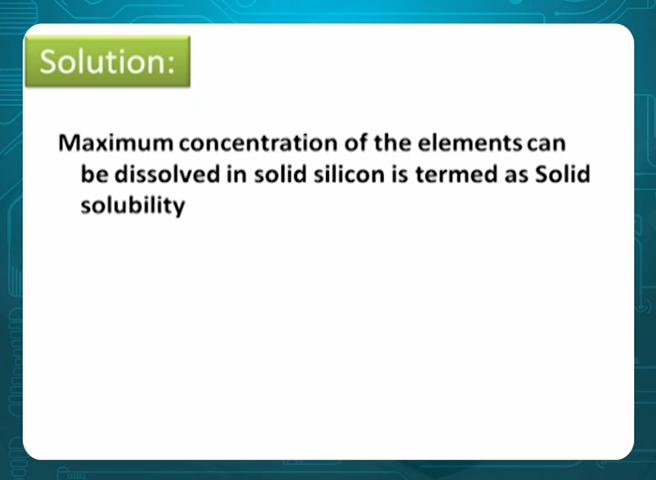 Solution:
Maximum concentration of the elements can
be dissolved in solid silicon is termed as Solid
solubility